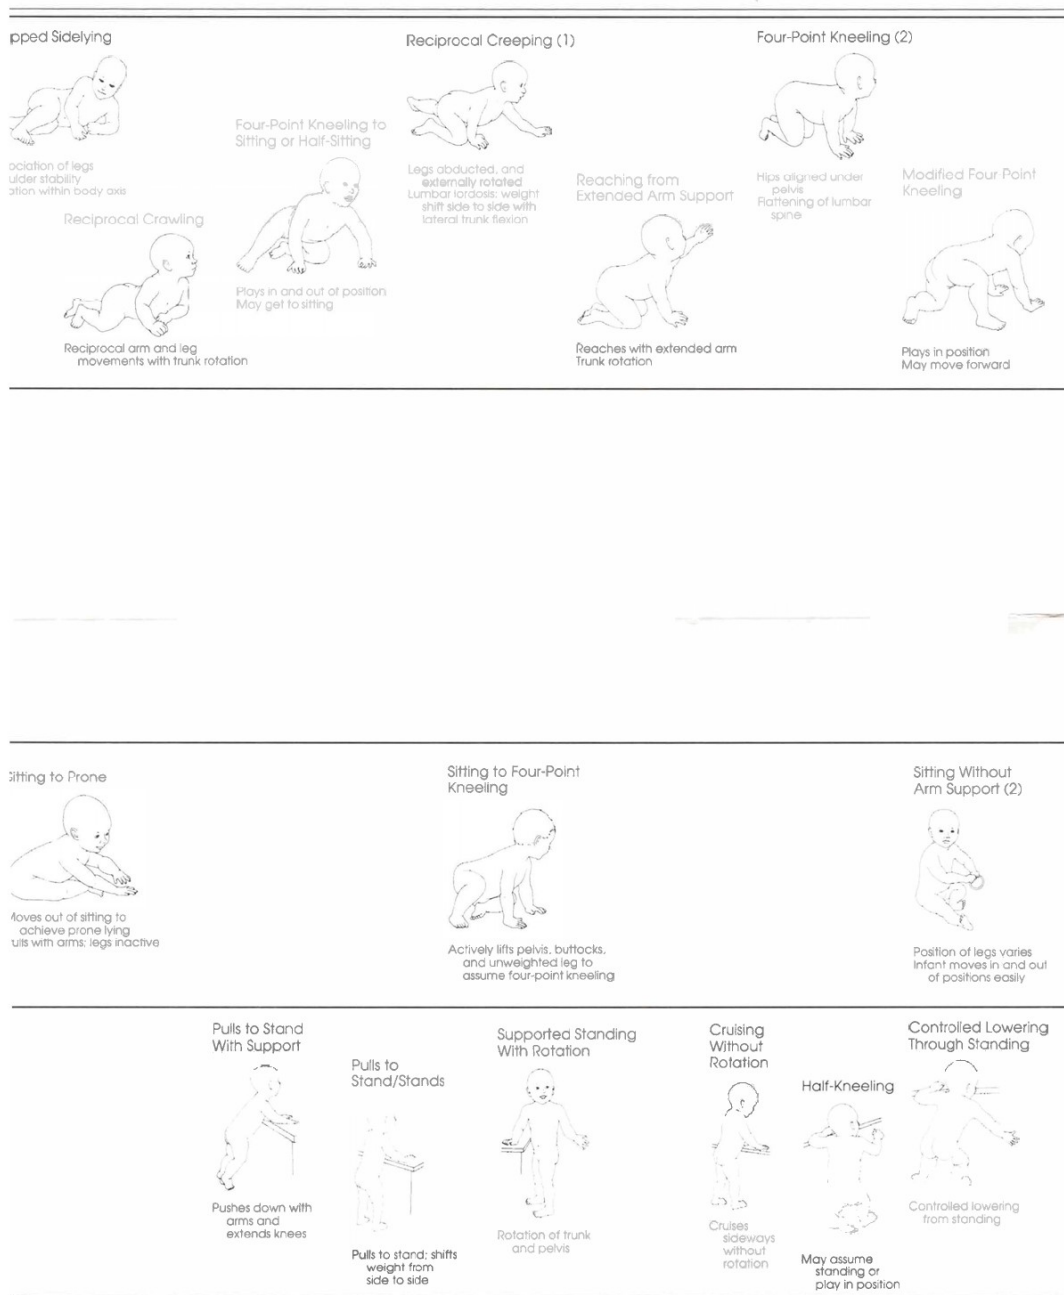 pped Sidelying
ociation of legs
ulder stability
ation within body axis
Reciprocal Crawling
Reciprocal arm and leg
movements with trunk rotation
Four-Point Kneeling to
Sitting or Half-Sitting
Plays in and out of position
May get to sitting
Reciprocal Creeping (1)
Legs abducted, and
externally rotated
Lumbar lordosis; weight
shift side to side with
lateral trunk flexion
Reaching from
Extended Arm Support
Reaches with extended arm
Trunk rotation
Four-Point Kneeling (2)
Hips aligned under
pelvis
Flattening of lumbar
spine
Modified Four Point
Kneeling
Plays in position
May move forward
Sitting to Prone
Moves out of sitting to
achieve prone lying
ulls with arms; legs inactive
Sitting to Four-Point
Kneeling
Actively lifts pelvis, buttocks,
and unweighted leg to
assume four-point kneeling
Sitting Without
Arm Support (2)
Position of legs varies
Infant moves in and out
of positions easily
Pulls to Stand
With Support
Pushes down with
arms and
extends knees
Pulls to
Stand/Stands
Pulls to stand; shifts
weight from
side to side
Supported Standing
With Rotation
Rotation of trunk
and pelvis
Cruising
Without
Rotation
Cruises
sideways
without
rotation
Half-Kneeling
May assume
standing or
play in position
Controlled Lowering
Through Standing
Controlled lowering
from standing